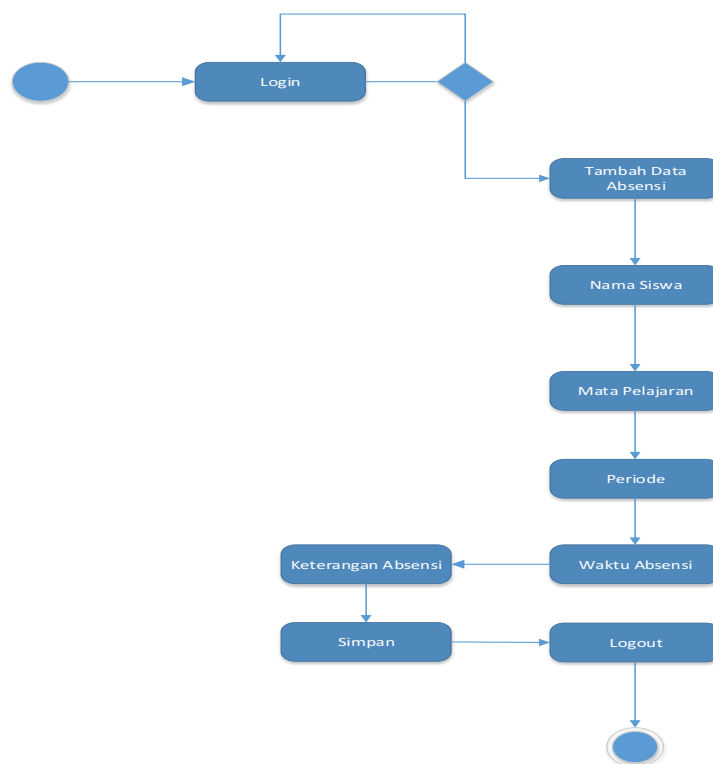 Login
Tambah Data
Absensi
Nama Siswa
Mata Pelajaran
Periode
Waktu Absensi
Keterangan Absensi
Simpan
Logout